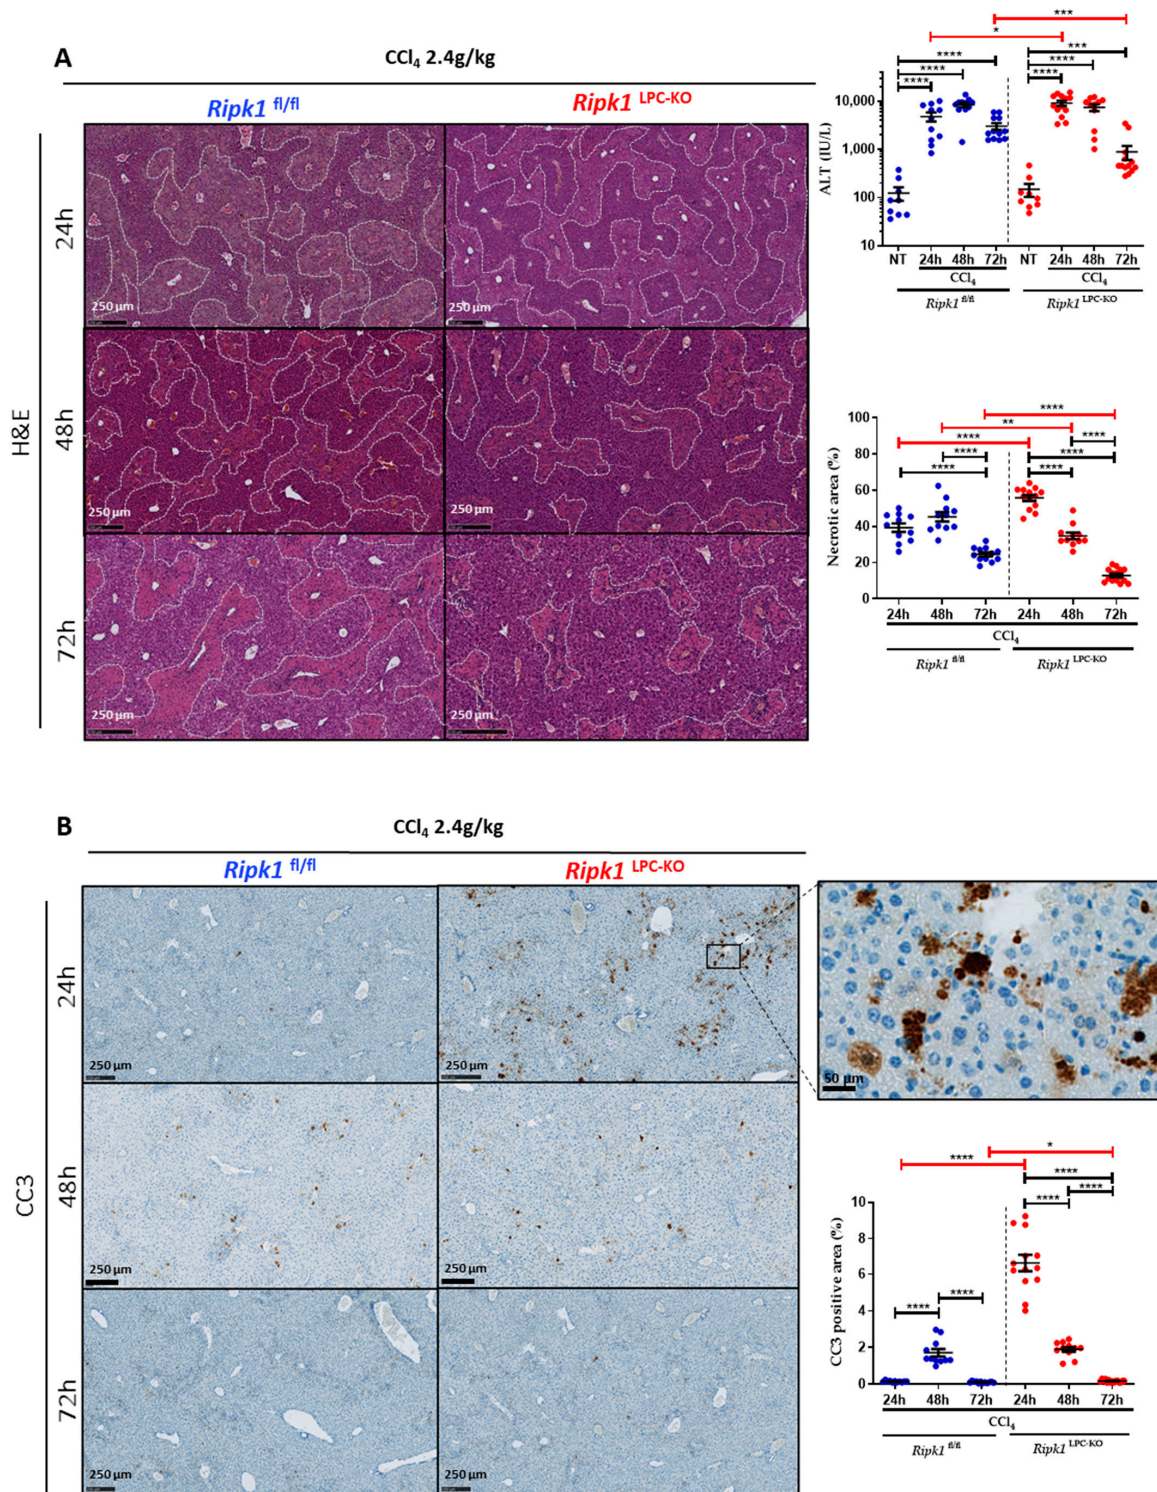 A
CCl4 2.4g/kg
Ripk1 fl/fl
Ripk1 LPC-KO
H&E
24h
250 µm
250 µm
48h
250 µm
250 µm
72h
250 µm
250 µm
***
*
****
***
****
****
****
****
ALT (IU/L)
10,000
1,000
100
10
NT 24h 48h 72h NT 24h 48h 72h
CCl4 CCl4
Ripk1 fl/fl Ripk1 LPC-KO
****
**
****
****
****
****
****
****
Necrotic area (%)
100
80
60
40
20
0
24h 48h 72h 24h 48h 72h
CCl4
Ripk1 fl/fl Ripk1 LPC-KO
B
CCl4 2.4g/kg
Ripk1 fl/fl
Ripk1 LPC-KO
CC3
24h
250 µm
250 µm
50 µm
48h
250 µm
250 µm
72h
250 µm
250 µm
*
****
****
****
****
****
****
CC3 positive area (%)
10
8
6
4
2
0
24h 48h 72h 24h 48h 72h
CCl4
Ripk1 fl/fl Ripk1 LPC-KO